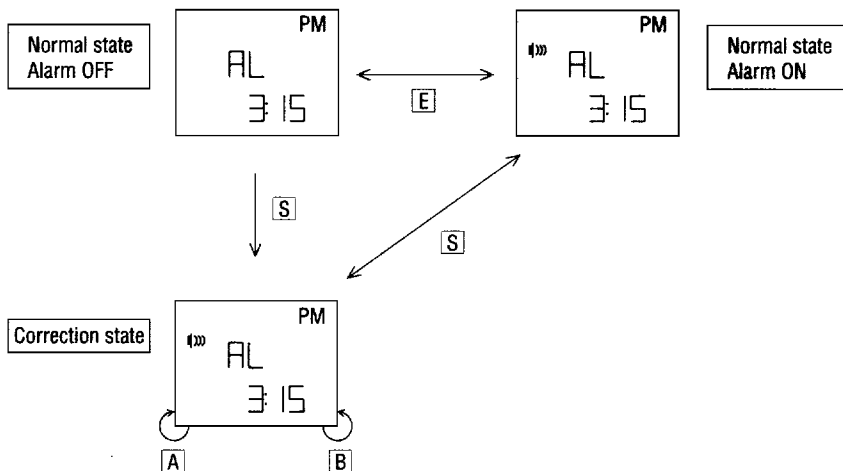 Normal state
Alarm OFF
PM
AL
3:15
E
PM
AL
3:15
Normal state
Alarm ON
S
S
Correction state
PM
AL
3:15
A
B